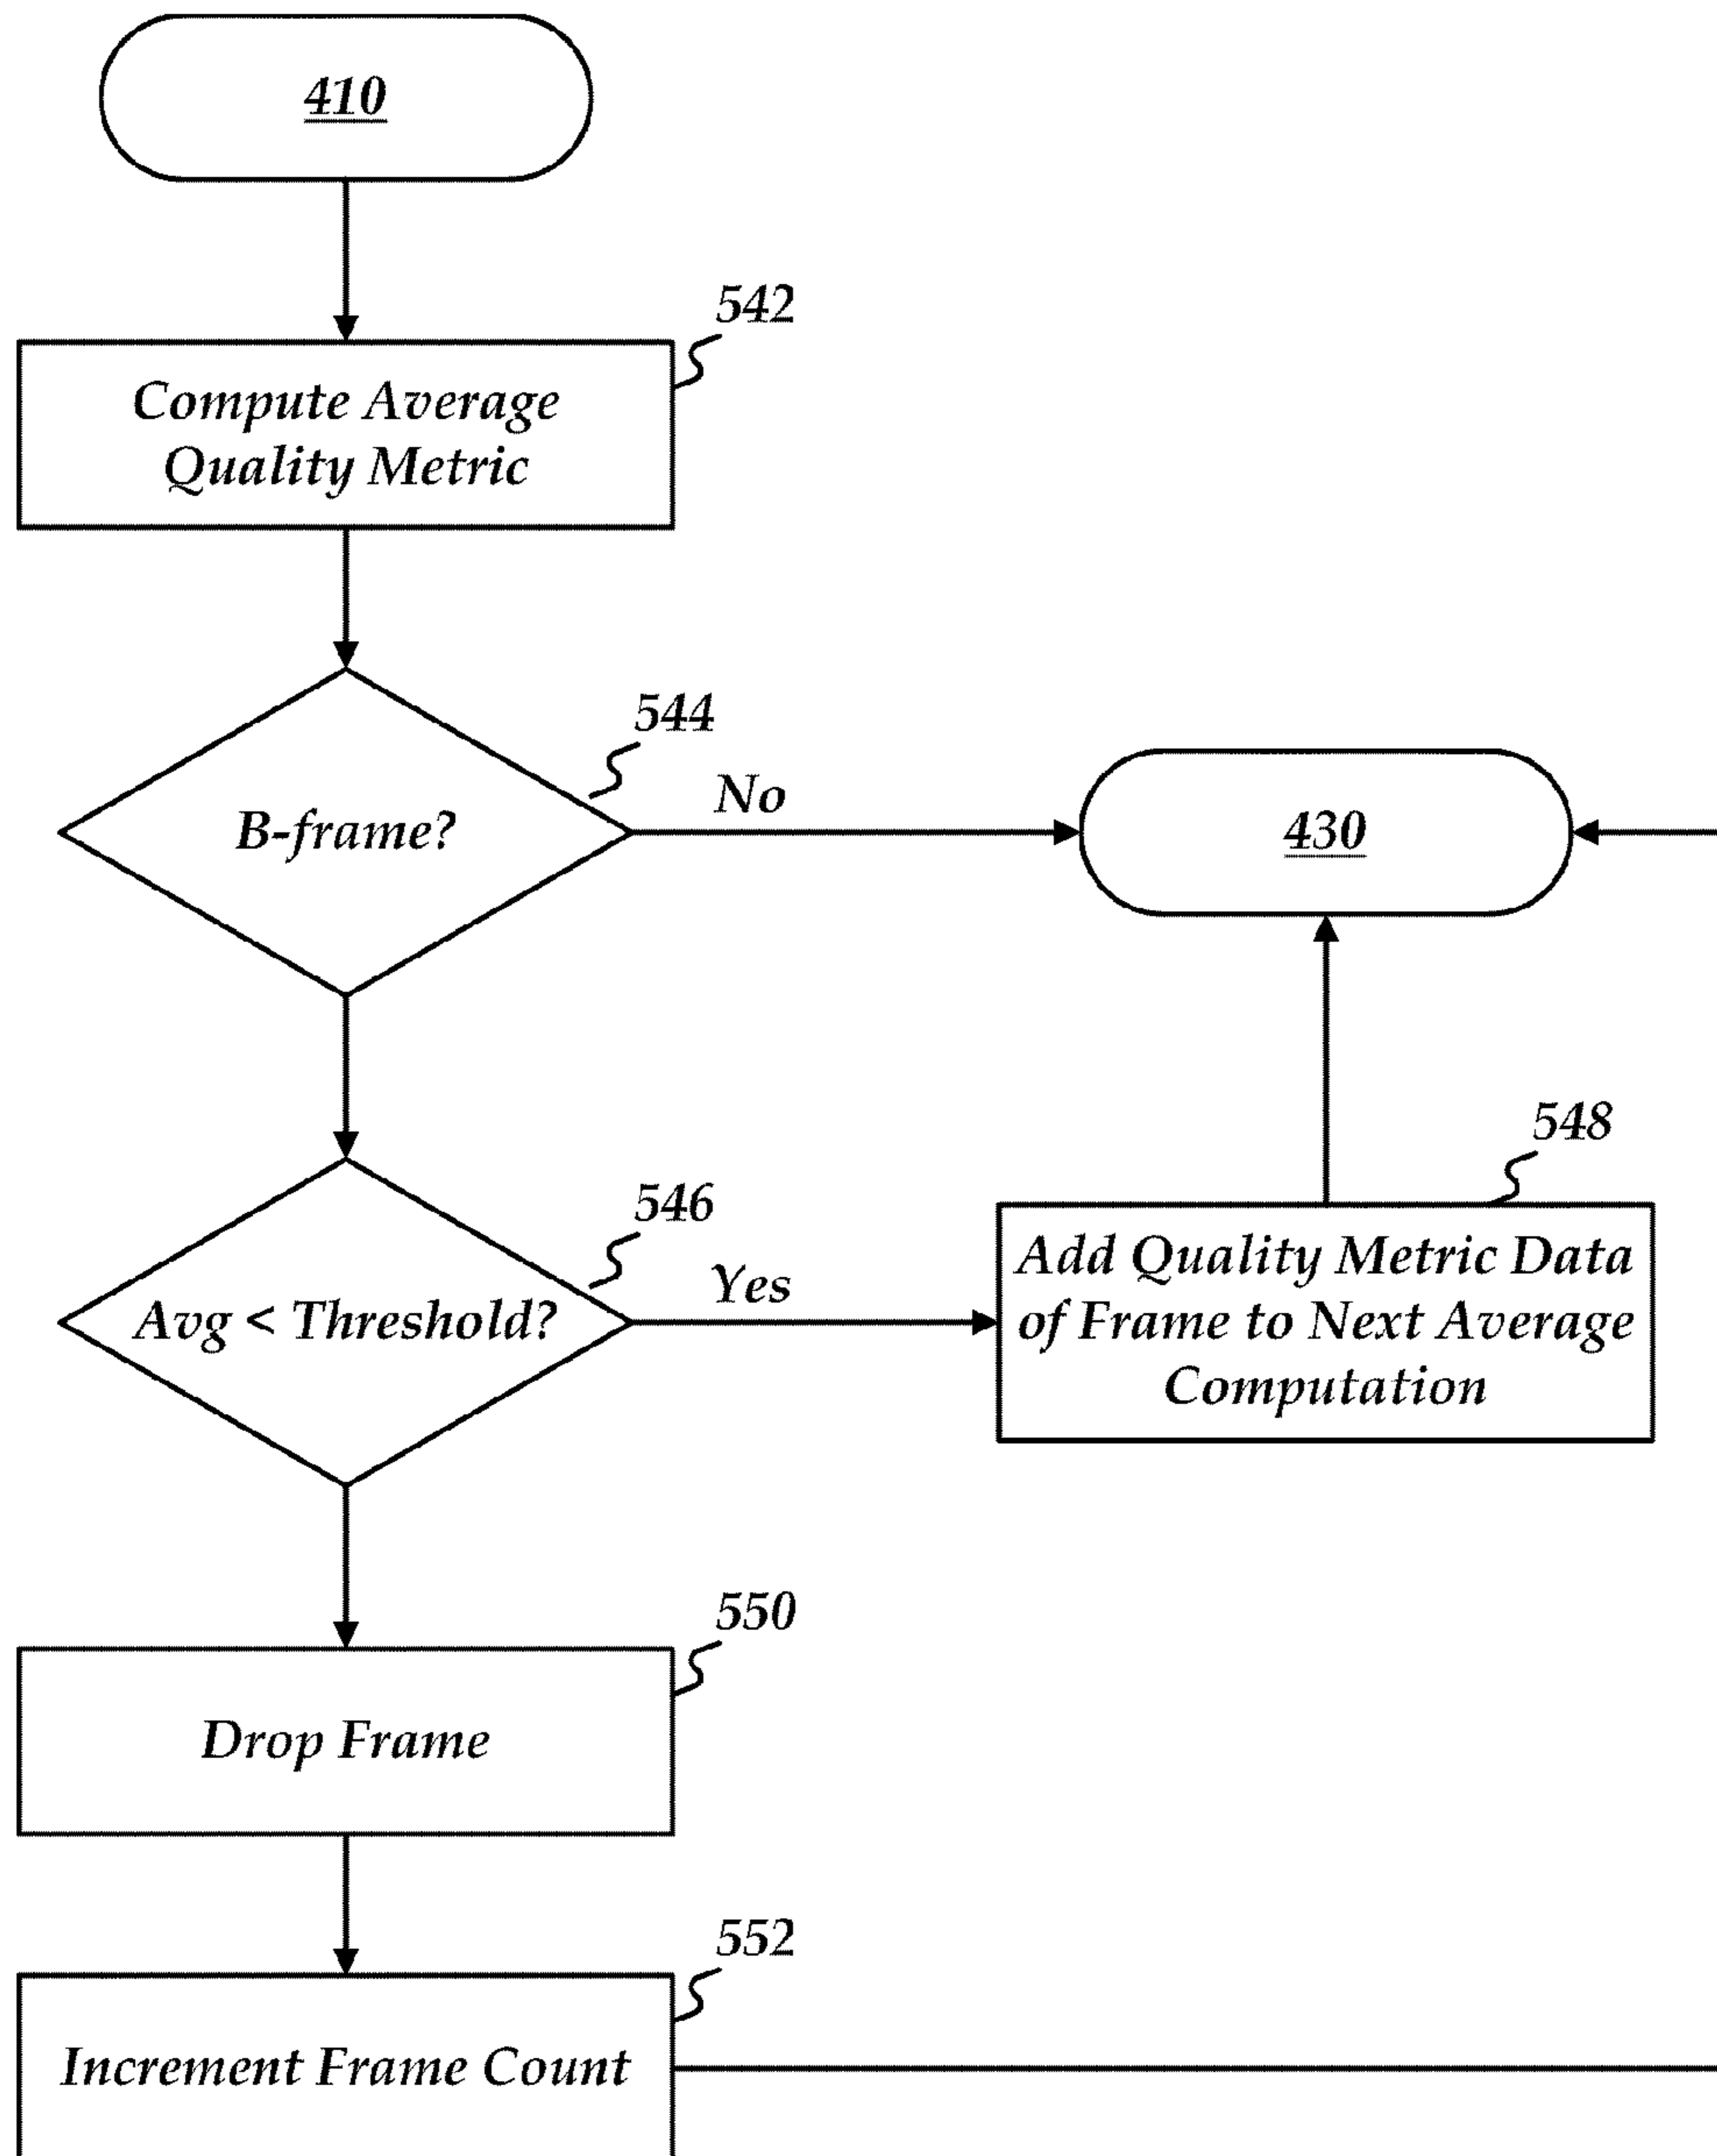 410
542
Compute Average
Quality Metric
544
B-frame?
No
430
546
Avg < Threshold?
Yes
548
Add Quality Metric Data
of Frame to Next Average
Computation
550
Drop Frame
552
Increment Frame Count